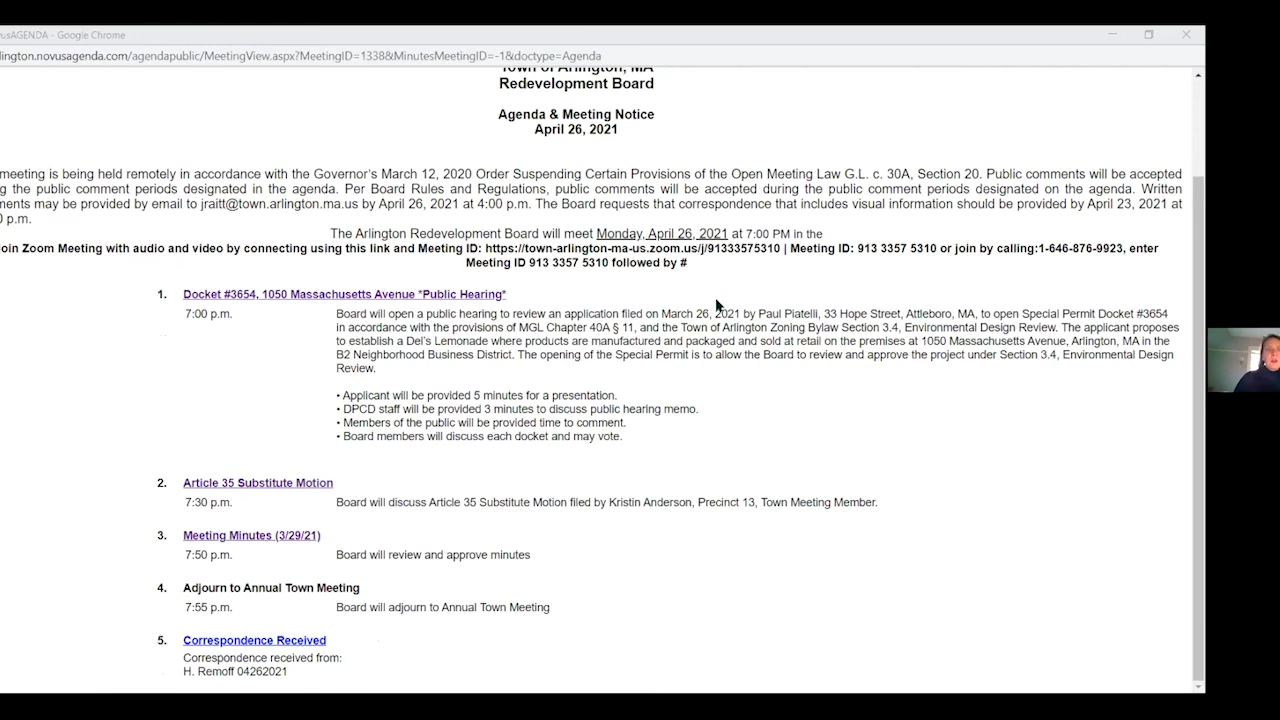 usAGENDA - Google Chrome
lington.novusagenda.com/agendapublic/MeetingView.aspx?MeetingID=1338&MinutesMeetingID=-1&doctype=Agenda
Town of Arlington, MA
Redevelopment Board
Agenda & Meeting Notice
April 26, 2021
meeting is being held remotely in accordance with the Governor's March 12, 2020 Order Suspending Certain Provisions of the Open Meeting Law G.L. c. 30A, Section 20. Public comments will be accepted
g the public comment periods designated in the agenda. Per Board Rules and Regulations, public comments will be accepted during the public comment periods designated on the agenda. Written
ents may be provided by email to jraitt@town.arlington.ma.us by April 26, 2021 at 4:00 p.m. The Board requests that correspondence that includes visual information should be provided by April 23, 2021 at
0 p.m.
The Arlington Redevelopment Board will meet Monday, April 26, 2021 at 7:00 PM in the
oin Zoom Meeting with audio and video by connecting using this link and Meeting ID: https://town-arlington-ma-us.zoom.us/j/91333575310 | Meeting ID: 913 3357 5310 or join by calling:1-646-876-9923, enter
Meeting ID 913 3357 5310 followed by #
1. Docket #3654, 1050 Massachusetts Avenue *Public Hearing*
7:00 p.m. Board will open a public hearing to review an application filed on March 26, 2021 by Paul Piatelli, 33 Hope Street, Attleboro, MA, to open Special Permit Docket #3654
in accordance with the provisions of MGL Chapter 40A § 11, and the Town of Arlington Zoning Bylaw Section 3.4, Environmental Design Review. The applicant proposes
to establish a Del's Lemonade where products are manufactured and packaged and sold at retail on the premises at 1050 Massachusetts Avenue, Arlington, MA in the
B2 Neighborhood Business District. The opening of the Special Permit is to allow the Board to review and approve the project under Section 3.4, Environmental Design
Review.
• Applicant will be provided 5 minutes for a presentation.
• DPCD staff will be provided 3 minutes to discuss public hearing memo.
• Members of the public will be provided time to comment.
• Board members will discuss each docket and may vote.
2. Article 35 Substitute Motion
7:30 p.m. Board will discuss Article 35 Substitute Motion filed by Kristin Anderson, Precinct 13, Town Meeting Member.
3. Meeting Minutes (3/29/21)
7:50 p.m. Board will review and approve minutes
4. Adjourn to Annual Town Meeting
7:55 p.m. Board will adjourn to Annual Town Meeting
5. Correspondence Received
Correspondence received from:
H. Remoff 04262021